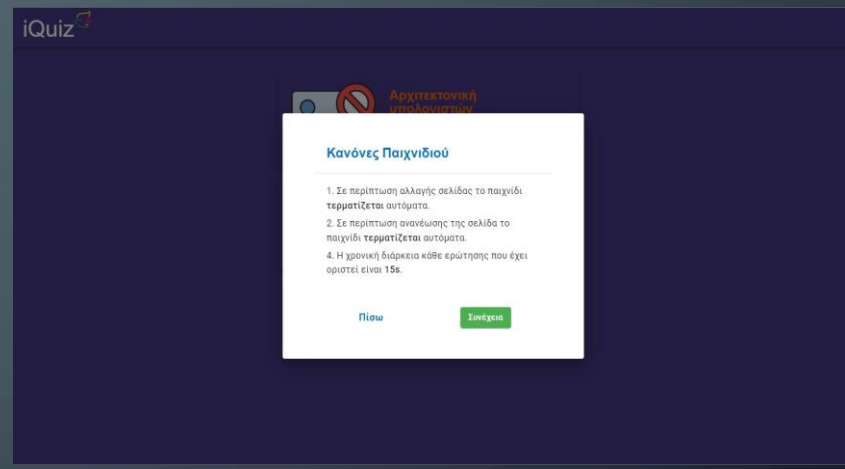 iQuiz
Αρχιτεκτονική
υπολογιστών
Κανόνες Παιχνιδιού
1. Σε περίπτωση αλλαγής σελίδας το παιχνίδι
τερματίζεται αυτόματα.
2. Σε περίπτωση ανανέωσης της σελίδα το
παιχνίδι τερματίζεται αυτόματα.
4. Η χρονική διάρκεια κάθε ερώτησης που έχει
οριστεί είναι 15s.
Πίσω
Συνέχεια